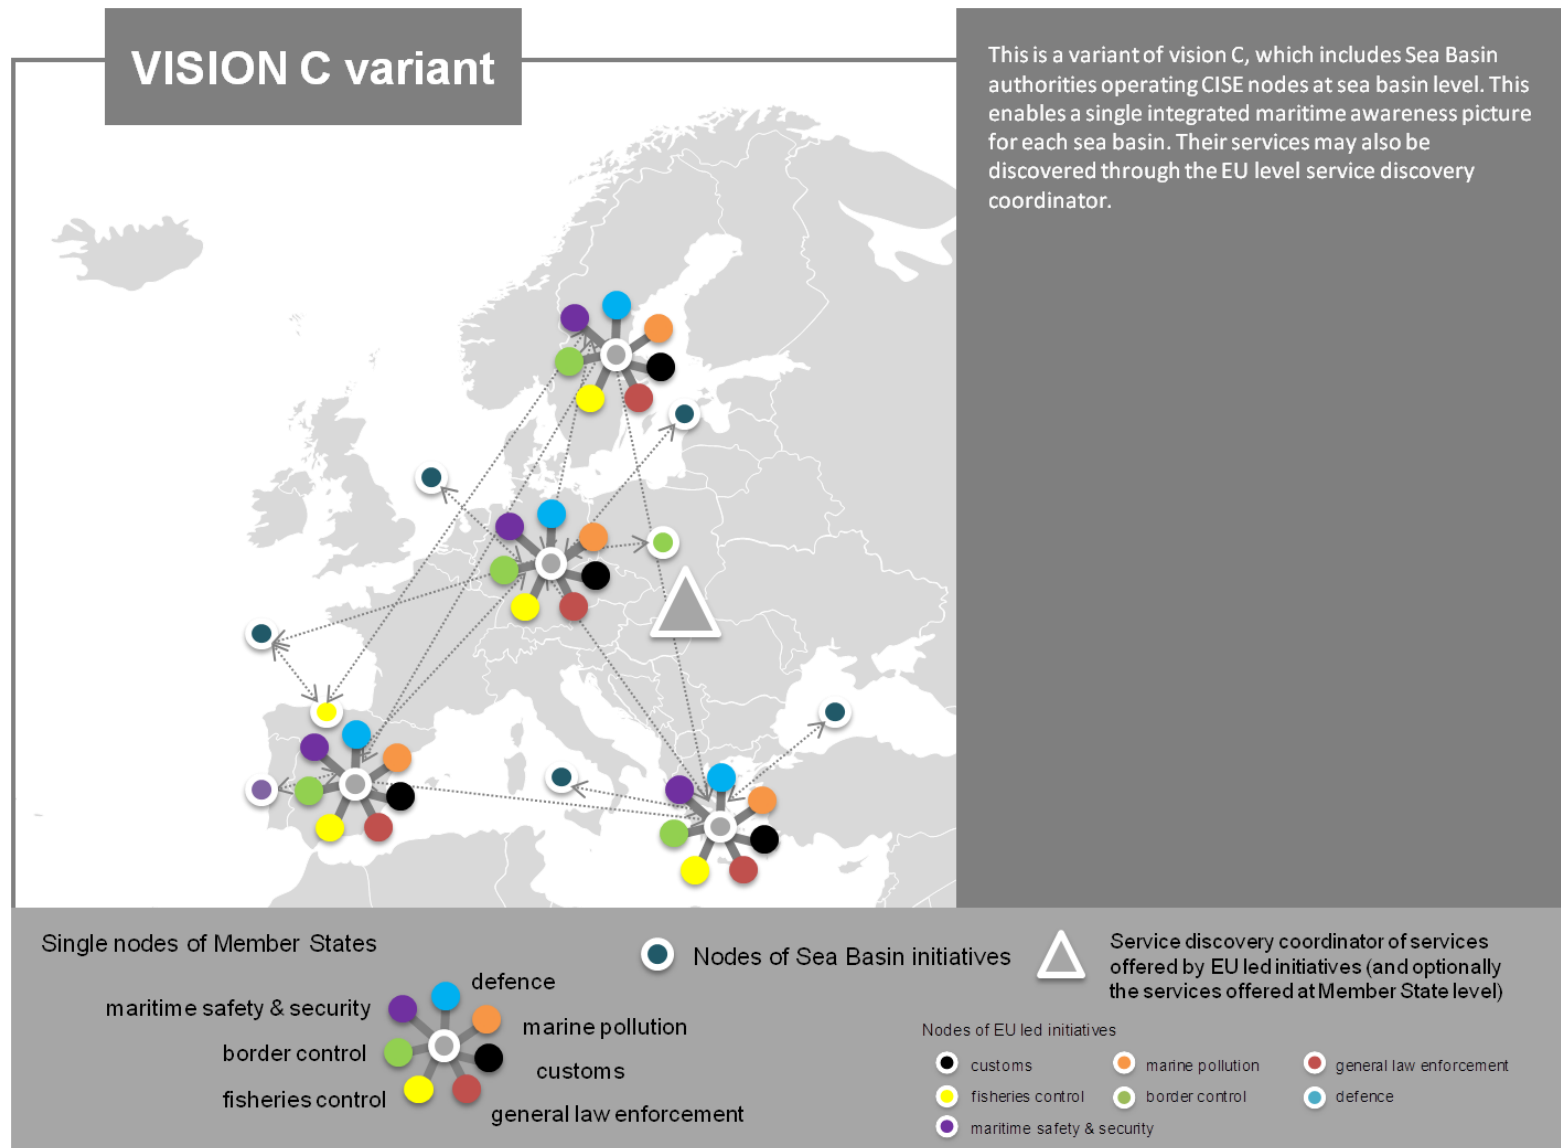 VISION C variant
This is a variant of vision C, which includes Sea Basin
authorities operating CISE nodes at sea basin level. This
enables a single integrated maritime awareness picture
for each sea basin. Their services may also be
discovered through the EU level service discovery
coordinator.
Single nodes of Member States
defence
maritime safety & security
marine pollution
border control
customs
fisheries control
general law enforcement
Nodes of Sea Basin initiatives
Service discovery coordinator of services
offered by EU led initiatives (and optionally
the services offered at Member State level)
Nodes of EU led initiatives
customs
marine pollution
general law enforcement
fisheries control
border control
defence
maritime safety & security